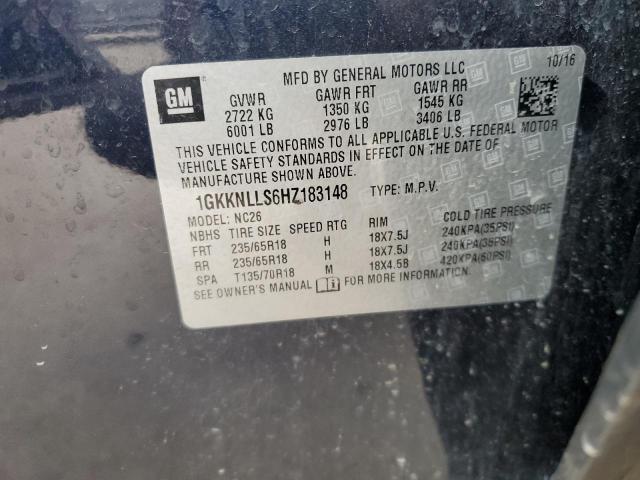 GM
MFD BY GENERAL MOTORS LLC 10/16
GVWR GAWR FRT GAWR RR
2722 KG 1350 KG 1545 KG
6001 LB 2976 LB 3406 LB
THIS VEHICLE CONFORMS TO ALL APPLICABLE U.S. FEDERAL MOTOR
VEHICLE SAFETY STANDARDS IN EFFECT ON THE DATE OF
MANUFACTURE SHOWN ABOVE.
1GKKNLLS6HZ183148 TYPE: M.P.V.
MODEL: NC26
NBHS TIRE SIZE SPEED RTG RIM COLD TIRE PRESSURE
FRT 235/65R18 H 18X7.5J 240KPA(35PSI)
RR 235/65R18 H 18X7.5J 240KPA(35PSI)
SPA T135/70R18 M 18X4.5B 420KPA(60PSI)
SEE OWNER'S MANUAL FOR MORE INFORMATION.